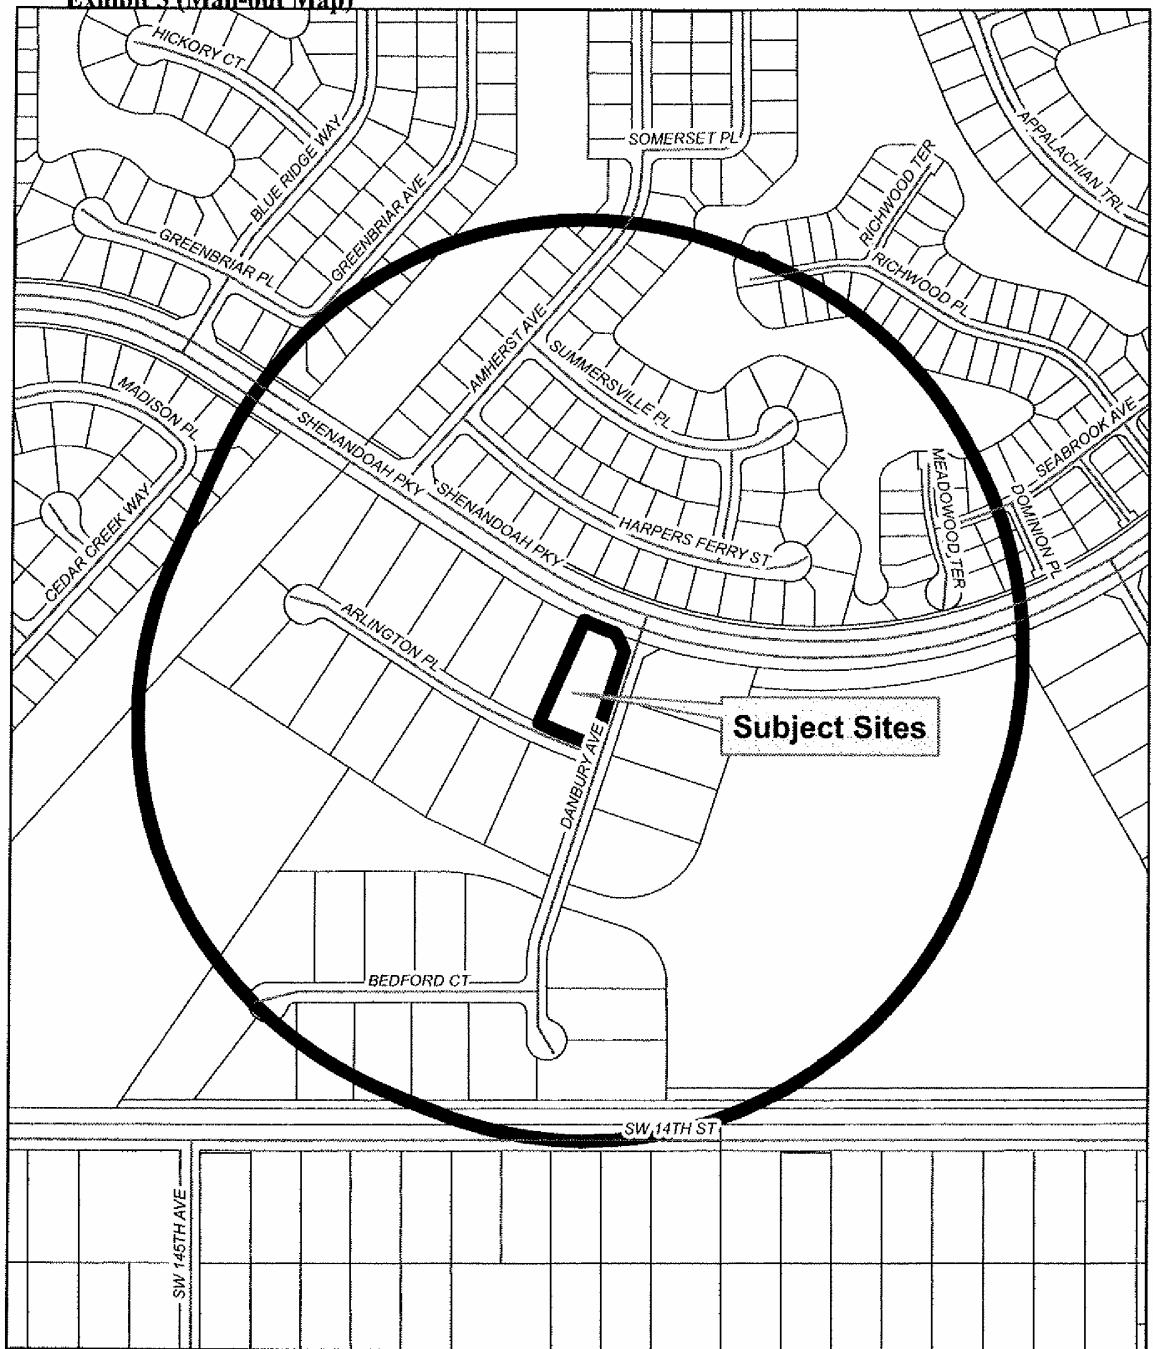 Exhibit 3 (Mail-out Map)
HICKORY CT
BLUE RIDGE WAY
SOMERSET PL
APPALACHIAN TRL
RICHWOOD TER
GREENBRIAR AVE
GREENBRIAR PL
RICHWOOD PL
AMHERST AVE
SUMMERSVILLE PL
MADISON PL
SHENANDOAH PKY
SEABROOK AVE
MEADOWOOD TER
DOMINION PL
SHENANDOAH PKY
HARPERS FERRY ST
CEDAR CREEK WAY
ARLINGTON PL
Subject Sites
DANBURY AVE
BEDFORD CT
SW 14TH ST
SW 145TH AVE